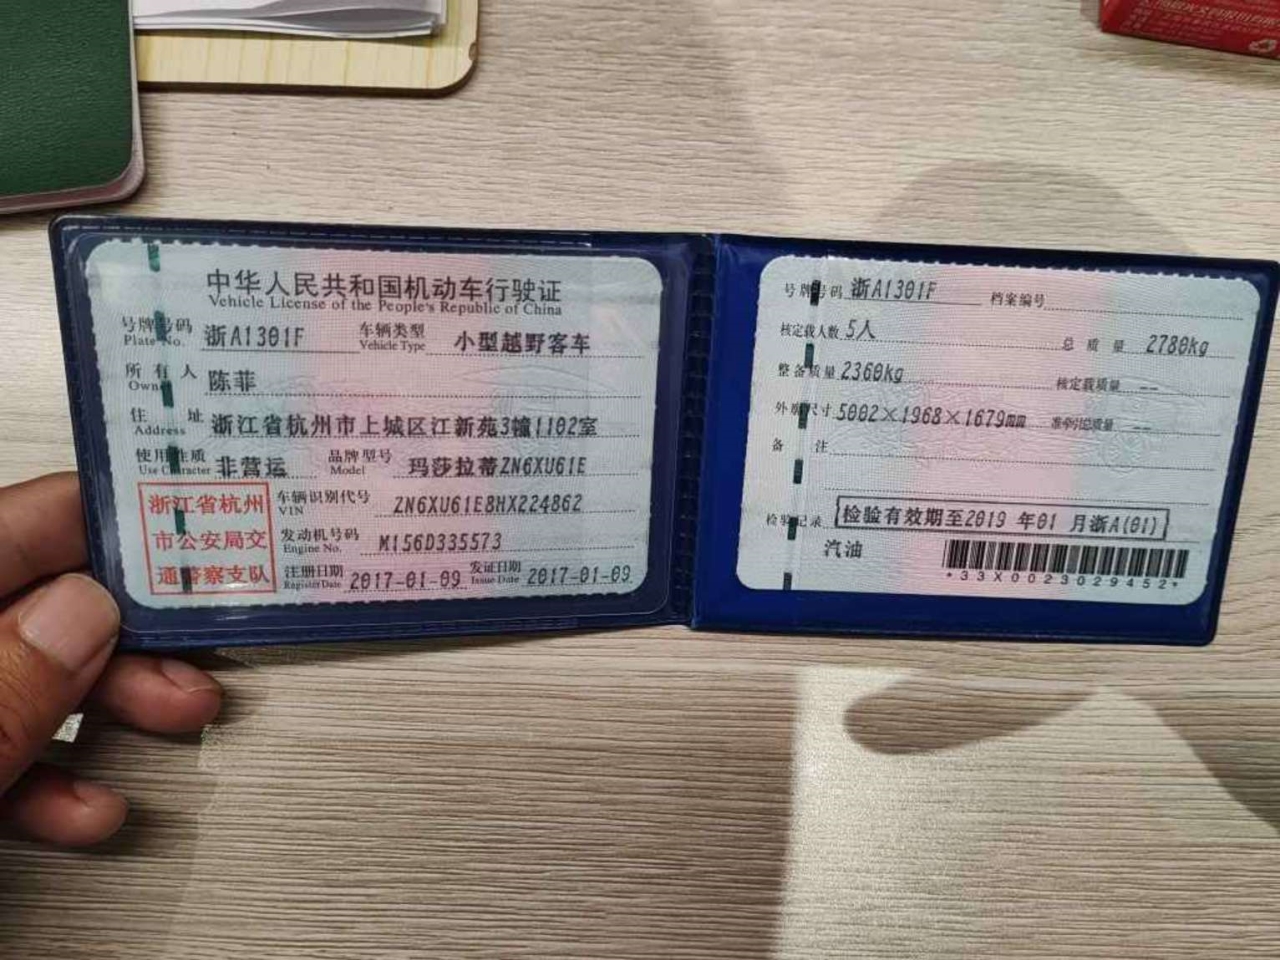 中华人民共和国机动车行驶证
Vehicle License of the People's Republic of China
号牌号码 浙A1301F 车辆类型 小型越野客车
Plate No. Vehicle Type
所有人 陈菲
Owner
住址 浙江省杭州市上城区江新苑3幢1102室
Address
使用性质 非营运 品牌型号 玛莎拉蒂ZN6XU61E
Use Character Model
浙江省杭州
市公安局交
通警察支队
车辆识别代号 ZN6XU61E8HX224862
VIN
发动机号码 M156D335573
Engine No.
注册日期 2017-01-09 发证日期 2017-01-09
Register Date Issue Date
号牌号码 浙A1301F 档案编号
核定载人数 5人 总质量 2780kg
整备质量 2360kg 核定载质量 --
外廓尺寸 5002×1968×1679mm 准牵引总质量 --
备注
检验记录 检验有效期至2019 年01 月浙A(01)
汽油
*33X0023029452*